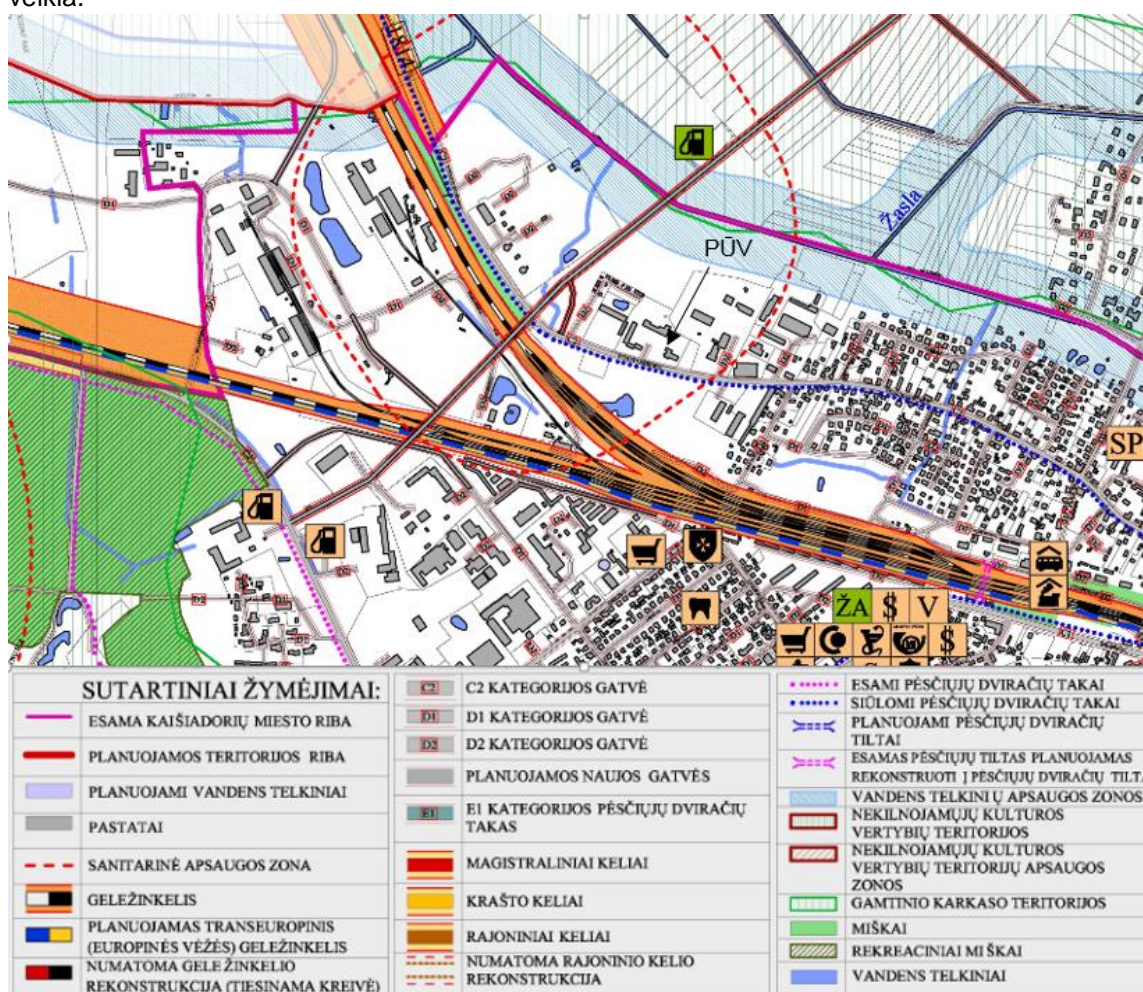 veikla.
PŪV
Žasla
SP
ŽA $ V
$
SUTARTINIAI ŽYMĖJIMAI:
ESAMA KAIŠIADORIŲ MIESTO RIBA
PLANUOJAMOS TERITORIJOS RIBA
PLANUOJAMI VANDENS TELKINIAI
PASTATAI
SANITARINĖ APSAUGOS ZONA
GELEŽINKELIS
PLANUOJAMAS TRANSEUROPINIS
(EUROPINĖS VĖŽĖS) GELEŽINKELIS
NUMATOMA GELEŽINKELIO
REKONSTRUKCIJA (TIESINAMA KREIVĖ)
C2 C2 KATEGORIJOS GATVĖ
D1 D1 KATEGORIJOS GATVĖ
D2 D2 KATEGORIJOS GATVĖ
PLANUOJAMOS NAUJOS GATVĖS
E1 E1 KATEGORIJOS PĖSČIŲJŲ DVIRAČIŲ
TAKAS
MAGISTRALINIAI KELIAI
KRAŠTO KELIAI
RAJONINIAI KELIAI
NUMATOMA RAJONINIO KELIO
REKONSTRUKCIJA
ESAMI PĖSČIŲJŲ DVIRAČIŲ TAKAI
SIŪLOMI PĖSČIŲJŲ DVIRAČIŲ TAKAI
PLANUOJAMI PĖSČIŲJŲ DVIRAČIŲ
TILTAI
ESAMAS PĖSČIŲJŲ TILTAS PLANUOJAMAS
REKONSTRUOTI Į PĖSČIŲJŲ DVIRAČIŲ TILTĄ
VANDENS TELKINIŲ APSAUGOS ZONOS
NEKILNOJAMŲJŲ KULTUROS
VERTYBIŲ TERITORIJOS
NEKILNOJAMŲJŲ KULTUROS
VERTYBIŲ TERITORIJŲ APSAUGOS
ZONOS
GAMTINIO KARKASO TERITORIJOS
MIŠKAI
REKREACINIAI MIŠKAI
VANDENS TELKINIAI